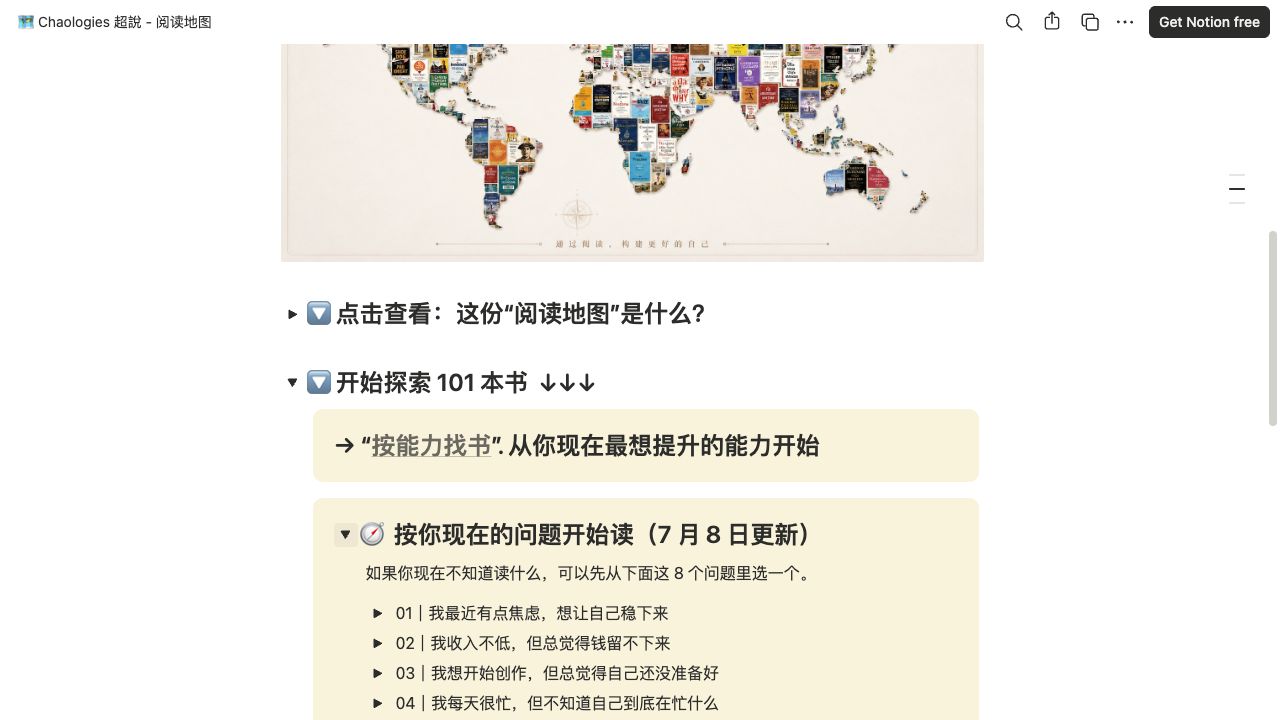 🗺️ Chaologies 超說 - 阅读地图
Get Notion free
通过阅读，构建更好的自己
🔽 点击查看：这份“阅读地图”是什么?
🔽 开始探索 101 本书 ↓↓↓
→ “按能力找书”. 从你现在最想提升的能力开始
🧭 按你现在的问题开始读（7 月 8 日更新）
如果你现在不知道读什么，可以先从下面这 8 个问题里选一个。
01｜我最近有点焦虑，想让自己稳下来
02｜我收入不低，但总觉得钱留不下来
03｜我想开始创作，但总觉得自己还没准备好
04｜我每天很忙，但不知道自己到底在忙什么